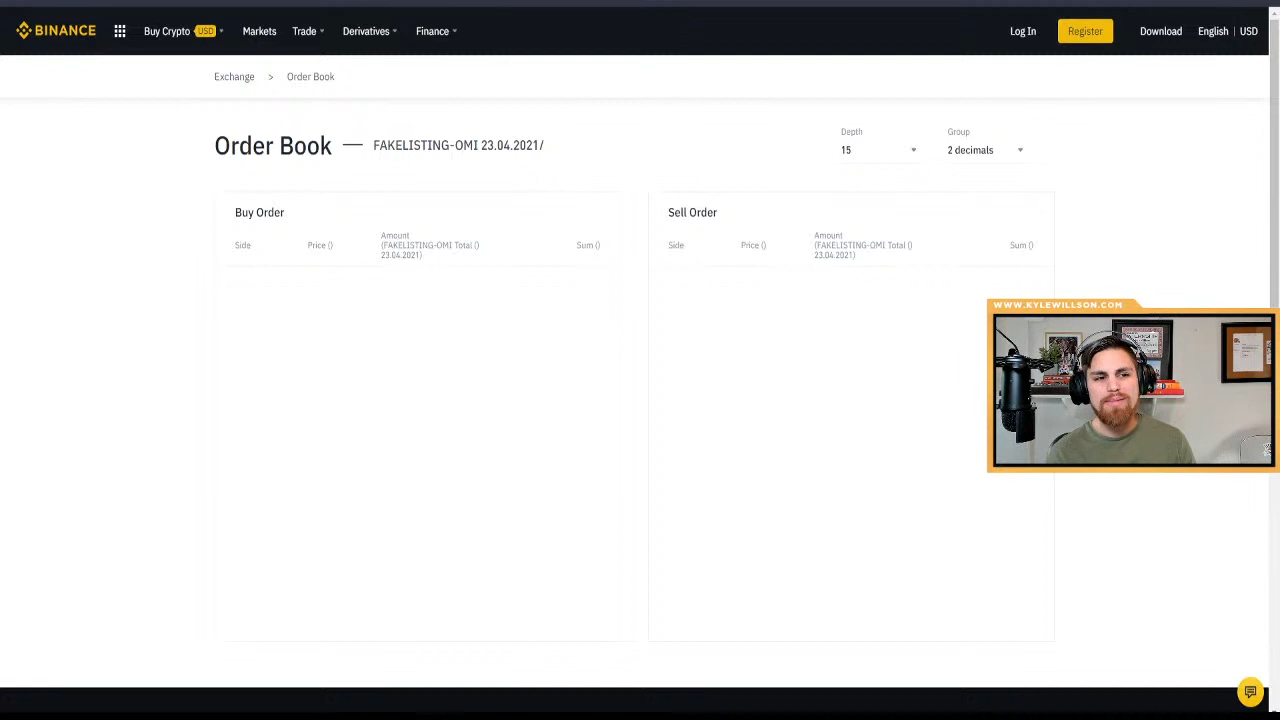 BINANCE
Buy Crypto USD
Markets
Trade
Derivatives
Finance
Log In
Register
Download
English | USD
Exchange > Order Book
Order Book — FAKELISTING-OMI 23.04.2021/
Depth
15
Group
2 decimals
Buy Order
Side
Price ()
Amount
(FAKELISTING-OMI Total ()
23.04.2021)
Sum ()
Sell Order
Side
Price ()
Amount
(FAKELISTING-OMI Total ()
23.04.2021)
Sum ()
WWW.KYLEWILLSON.COM